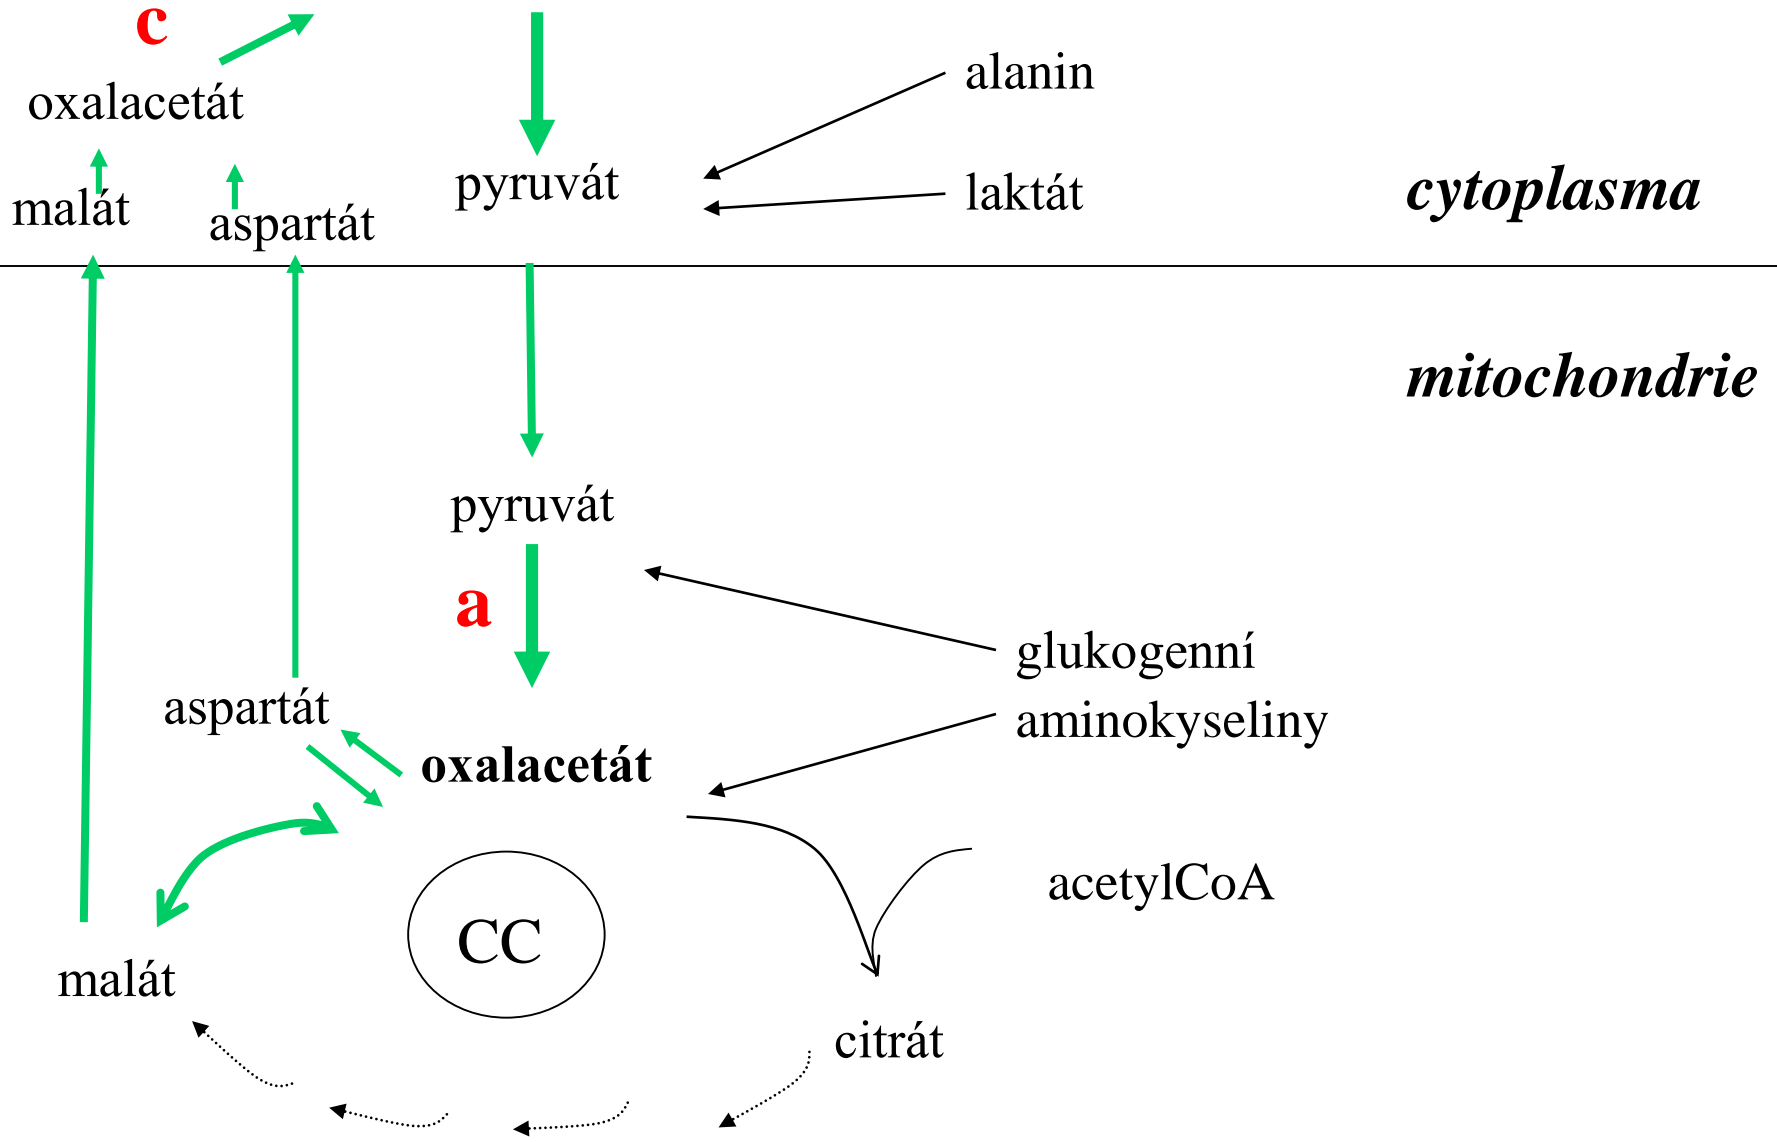 c
alanin
oxalacetát
pyruvát
laktát
cytoplasma
malát
aspartát
mitochondrie
pyruvát
a
glukogenní
aminokyseliny
aspartát
oxalacetát
acetylCoA
CC
malát
citrát